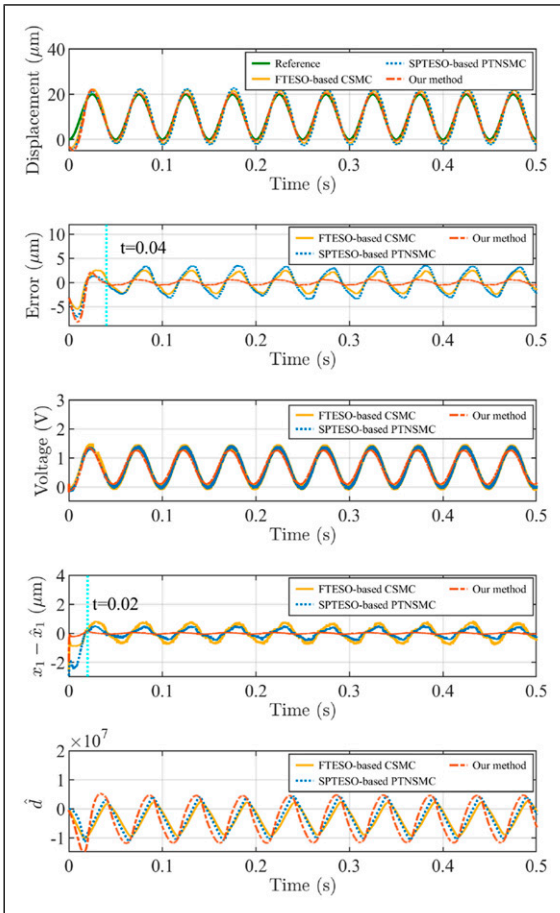 Displacement (μm)
40
20
0
Reference
FTESO-based CSMC
SPTESO-based PTNSMC
Our method
0 0.1 0.2 0.3 0.4 0.5
Time (s)
Error (μm)
10
5
0
-5
t=0.04
FTESO-based CSMC
SPTESO-based PTNSMC
Our method
0 0.1 0.2 0.3 0.4 0.5
Time (s)
Voltage (V)
3
2
1
0
FTESO-based CSMC
SPTESO-based PTNSMC
Our method
0 0.1 0.2 0.3 0.4 0.5
Time (s)
x₁ − x̂₁ (μm)
4
2
0
-2
t=0.02
FTESO-based CSMC
SPTESO-based PTNSMC
Our method
0 0.1 0.2 0.3 0.4 0.5
Time (s)
×10⁷
d̂
2
1
0
-1
FTESO-based CSMC
SPTESO-based PTNSMC
Our method
0 0.1 0.2 0.3 0.4 0.5
Time (s)